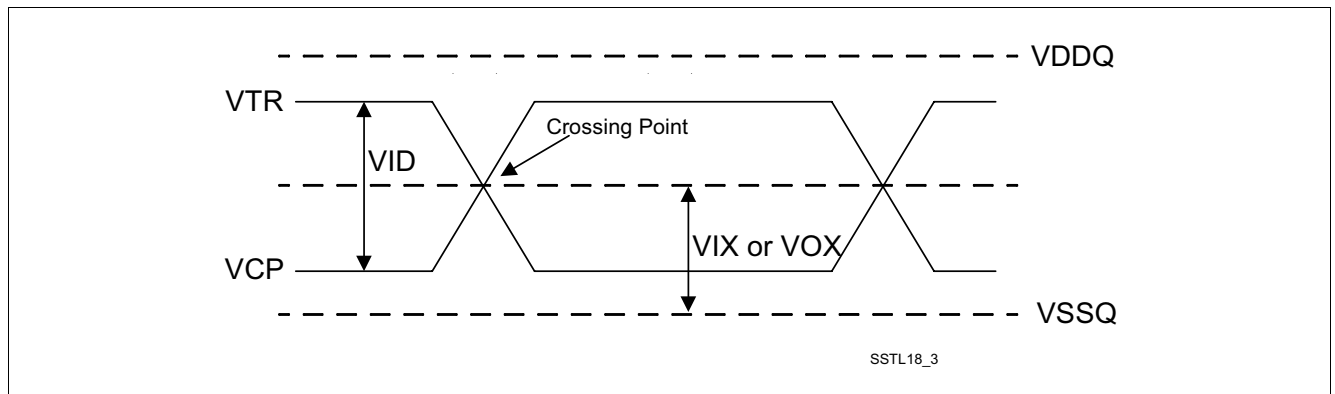 VDDQ
VTR
Crossing Point
VID
VIX or VOX
VCP
VSSQ
SSTL18_3